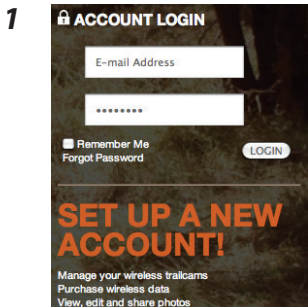 1
ACCOUNT LOGIN
E-mail Address
••••••••
Remember Me
LOGIN
Forgot Password
SET UP A NEW
ACCOUNT!
Manage your wireless trailcams
Purchase wireless data
View, edit and share photos